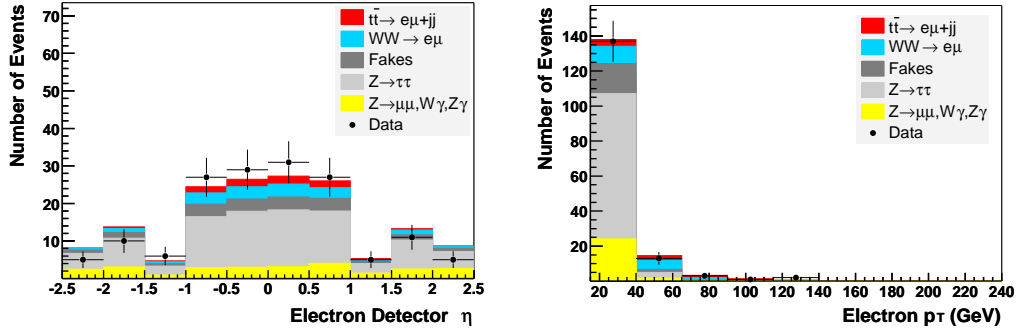 Number of Events
70
60
50
40
30
20
10
-2.5 -2 -1.5 -1 -0.5 0 0.5 1 1.5 2 2.5
Electron Detector η
tt̄→ eμ+jj
WW→eμ
Fakes
Z→ττ
Z→μμ,Wγ,Zγ
Data
Number of Events
140
120
100
80
60
40
20
20 40 60 80 100 120 140 160 180 200 220 240
Electron pT (GeV)
tt̄→ eμ+jj
WW→eμ
Fakes
Z→ττ
Z→μμ,Wγ,Zγ
Data